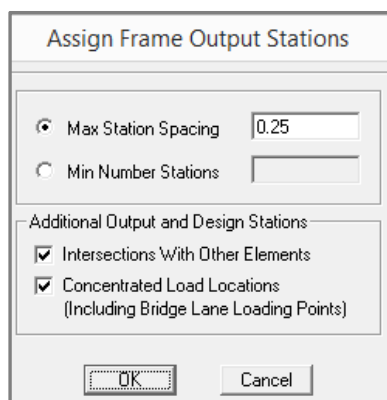 Assign Frame Output Stations
Max Station Spacing 0.25
Min Number Stations
Additional Output and Design Stations
Intersections With Other Elements
Concentrated Load Locations
(Including Bridge Lane Loading Points)
OK Cancel